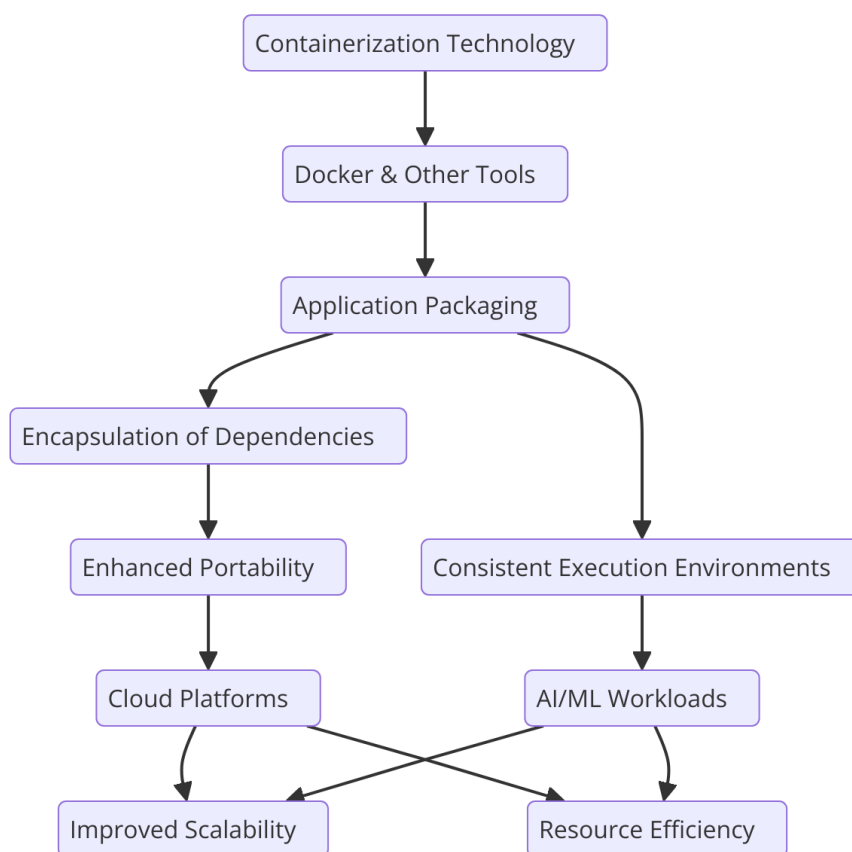 Containerization Technology
Docker & Other Tools
Application Packaging
Encapsulation of Dependencies
Enhanced Portability
Consistent Execution Environments
Cloud Platforms
AI/ML Workloads
Improved Scalability
Resource Efficiency